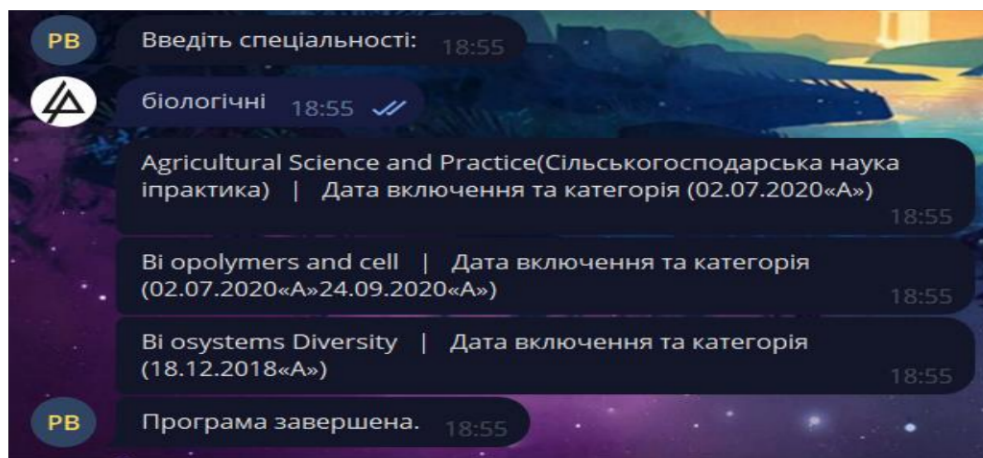 РВ
Введіть спеціальності: 18:55
біологічні 18:55
Agricultural Science and Practice(Сільськогосподарська наука
іпрактика) | Дата включення та категорія (02.07.2020«А»)
18:55
Bi opolymers and cell | Дата включення та категорія
(02.07.2020«А»24.09.2020«А»)
18:55
Bi osystems Diversity | Дата включення та категорія
(18.12.2018«А»)
18:55
РВ
Програма завершена. 18:55